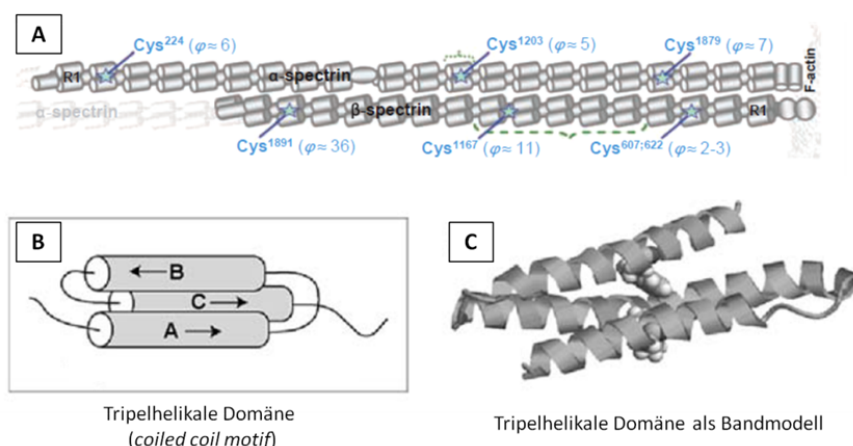 A
Cys²²⁴ (φ≈ 6)
Cys¹²⁰³ (φ≈ 5)
Cys¹⁸⁷⁹ (φ≈ 7)
R1
α-spectrin
F-actin
α-spectrin
β-spectrin
R1
Cys¹⁸⁹¹ (φ≈ 36)
Cys¹¹⁶⁷ (φ≈ 11)
Cys⁶⁰⁷;⁶²² (φ≈ 2-3)
B
B
C
A
C
Tripelhelikale Domäne
(coiled coil motif)
Tripelhelikale Domäne als Bandmodell